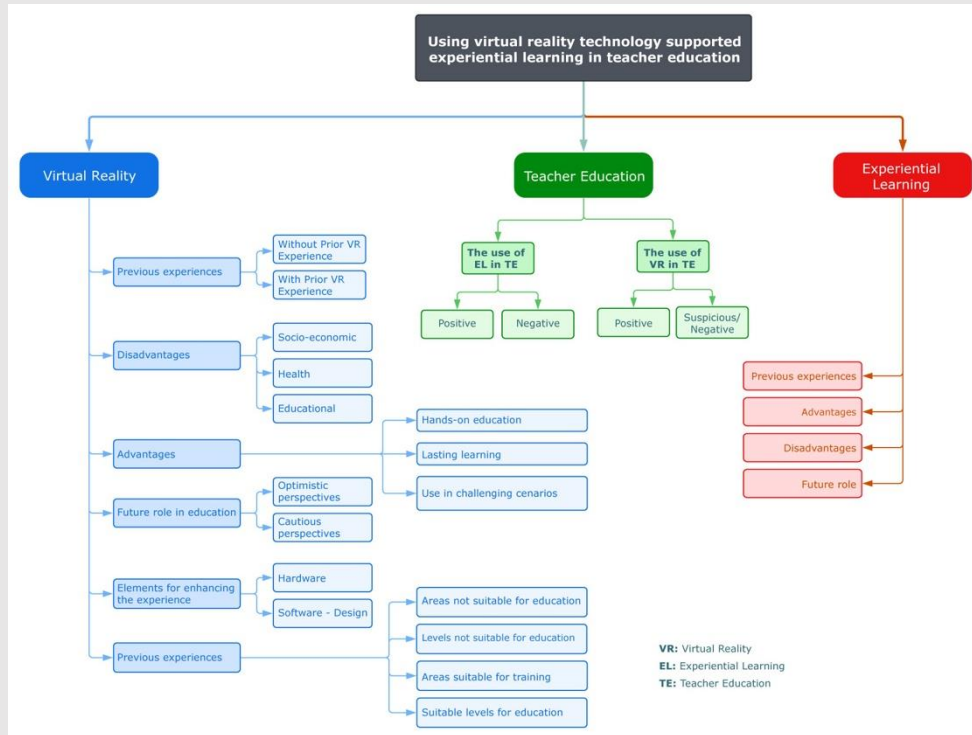 Using virtual reality technology supported
experiential learning in teacher education
Virtual Reality
Teacher Education
Experiential
Learning
Previous experiences
Without Prior VR
Experience
With Prior VR
Experience
Disadvantages
Socio-economic
Health
Educational
Advantages
Hands-on education
Lasting learning
Use in challenging cenarios
Future role in education
Optimistic
perspectives
Cautious
perspectives
Elements for enhancing
the experience
Hardware
Software - Design
Previous experiences
Areas not suitable for education
Levels not suitable for education
Areas suitable for training
Suitable levels for education
The use of
EL in TE
Positive
Negative
The use of
VR in TE
Positive
Suspicious/
Negative
Previous experiences
Advantages
Disadvantages
Future role
VR: Virtual Reality
EL: Experiential Learning
TE: Teacher Education